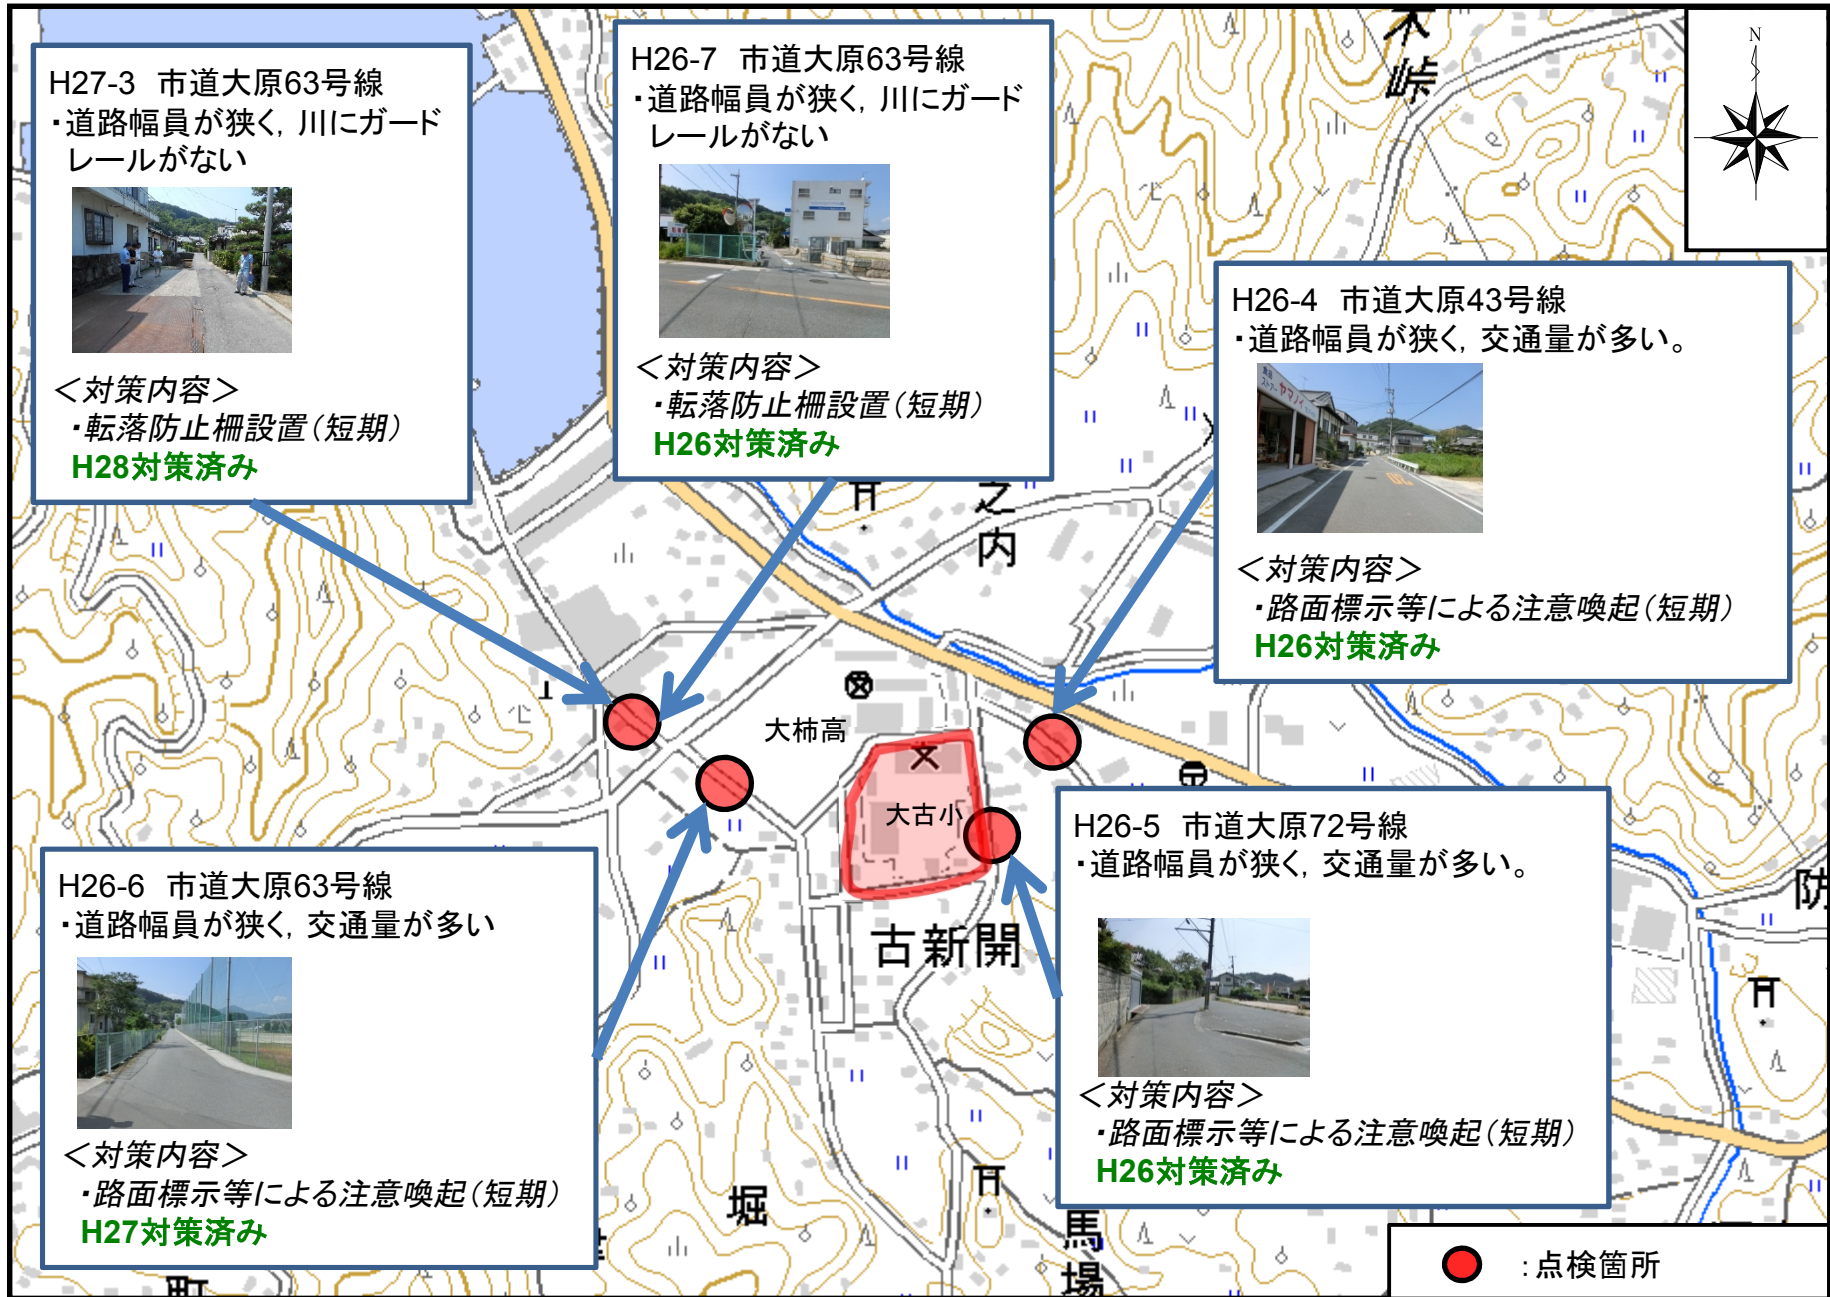 H27-3 市道大原63号線
・道路幅員が狭く, 川にガード
レールがない
<対策内容>
・転落防止柵設置(短期)
H28対策済み
H26-7 市道大原63号線
・道路幅員が狭く, 川にガード
レールがない
<対策内容>
・転落防止柵設置(短期)
H26対策済み
木峠
N
H26-4 市道大原43号線
・道路幅員が狭く, 交通量が多い。
ヤマノイ
<対策内容>
・路面標示等による注意喚起(短期)
H26対策済み
之内
大柿高
大古小
古新開
H26-6 市道大原63号線
・道路幅員が狭く, 交通量が多い
<対策内容>
・路面標示等による注意喚起(短期)
H27対策済み
H26-5 市道大原72号線
・道路幅員が狭く, 交通量が多い。
<対策内容>
・路面標示等による注意喚起(短期)
H26対策済み
防
堀
馬場
町
:点検箇所